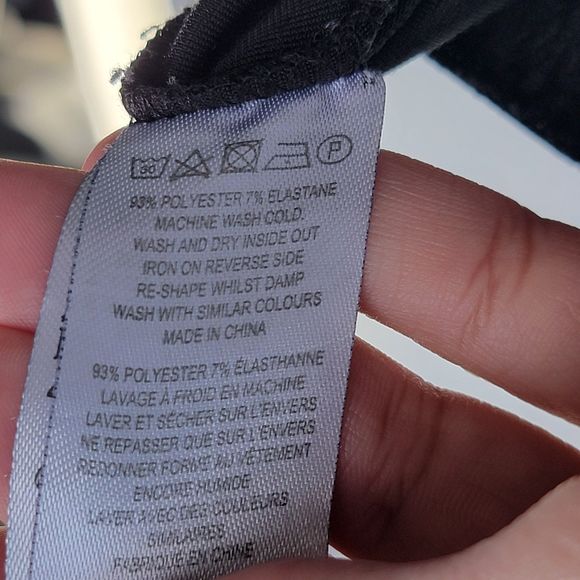 30 P
93% POLYESTER 7% ELASTANE
MACHINE WASH COLD.
WASH AND DRY INSIDE OUT
IRON ON REVERSE SIDE
RE-SHAPE WHILST DAMP
WASH WITH SIMILAR COLOURS
MADE IN CHINA
93% POLYESTER 7% ÉLASTHANNE
LAVAGE À FROID EN MACHINE
LAVER ET SÉCHER SUR L'ENVERS
NE REPASSER QUE SUR L'ENVERS
REDONNER FORME AU VÊTEMENT
ENCORE HUMIDE
LAVER AVEC DES COULEURS
SIMILAIRES
FABRIQUÉ EN CHINE